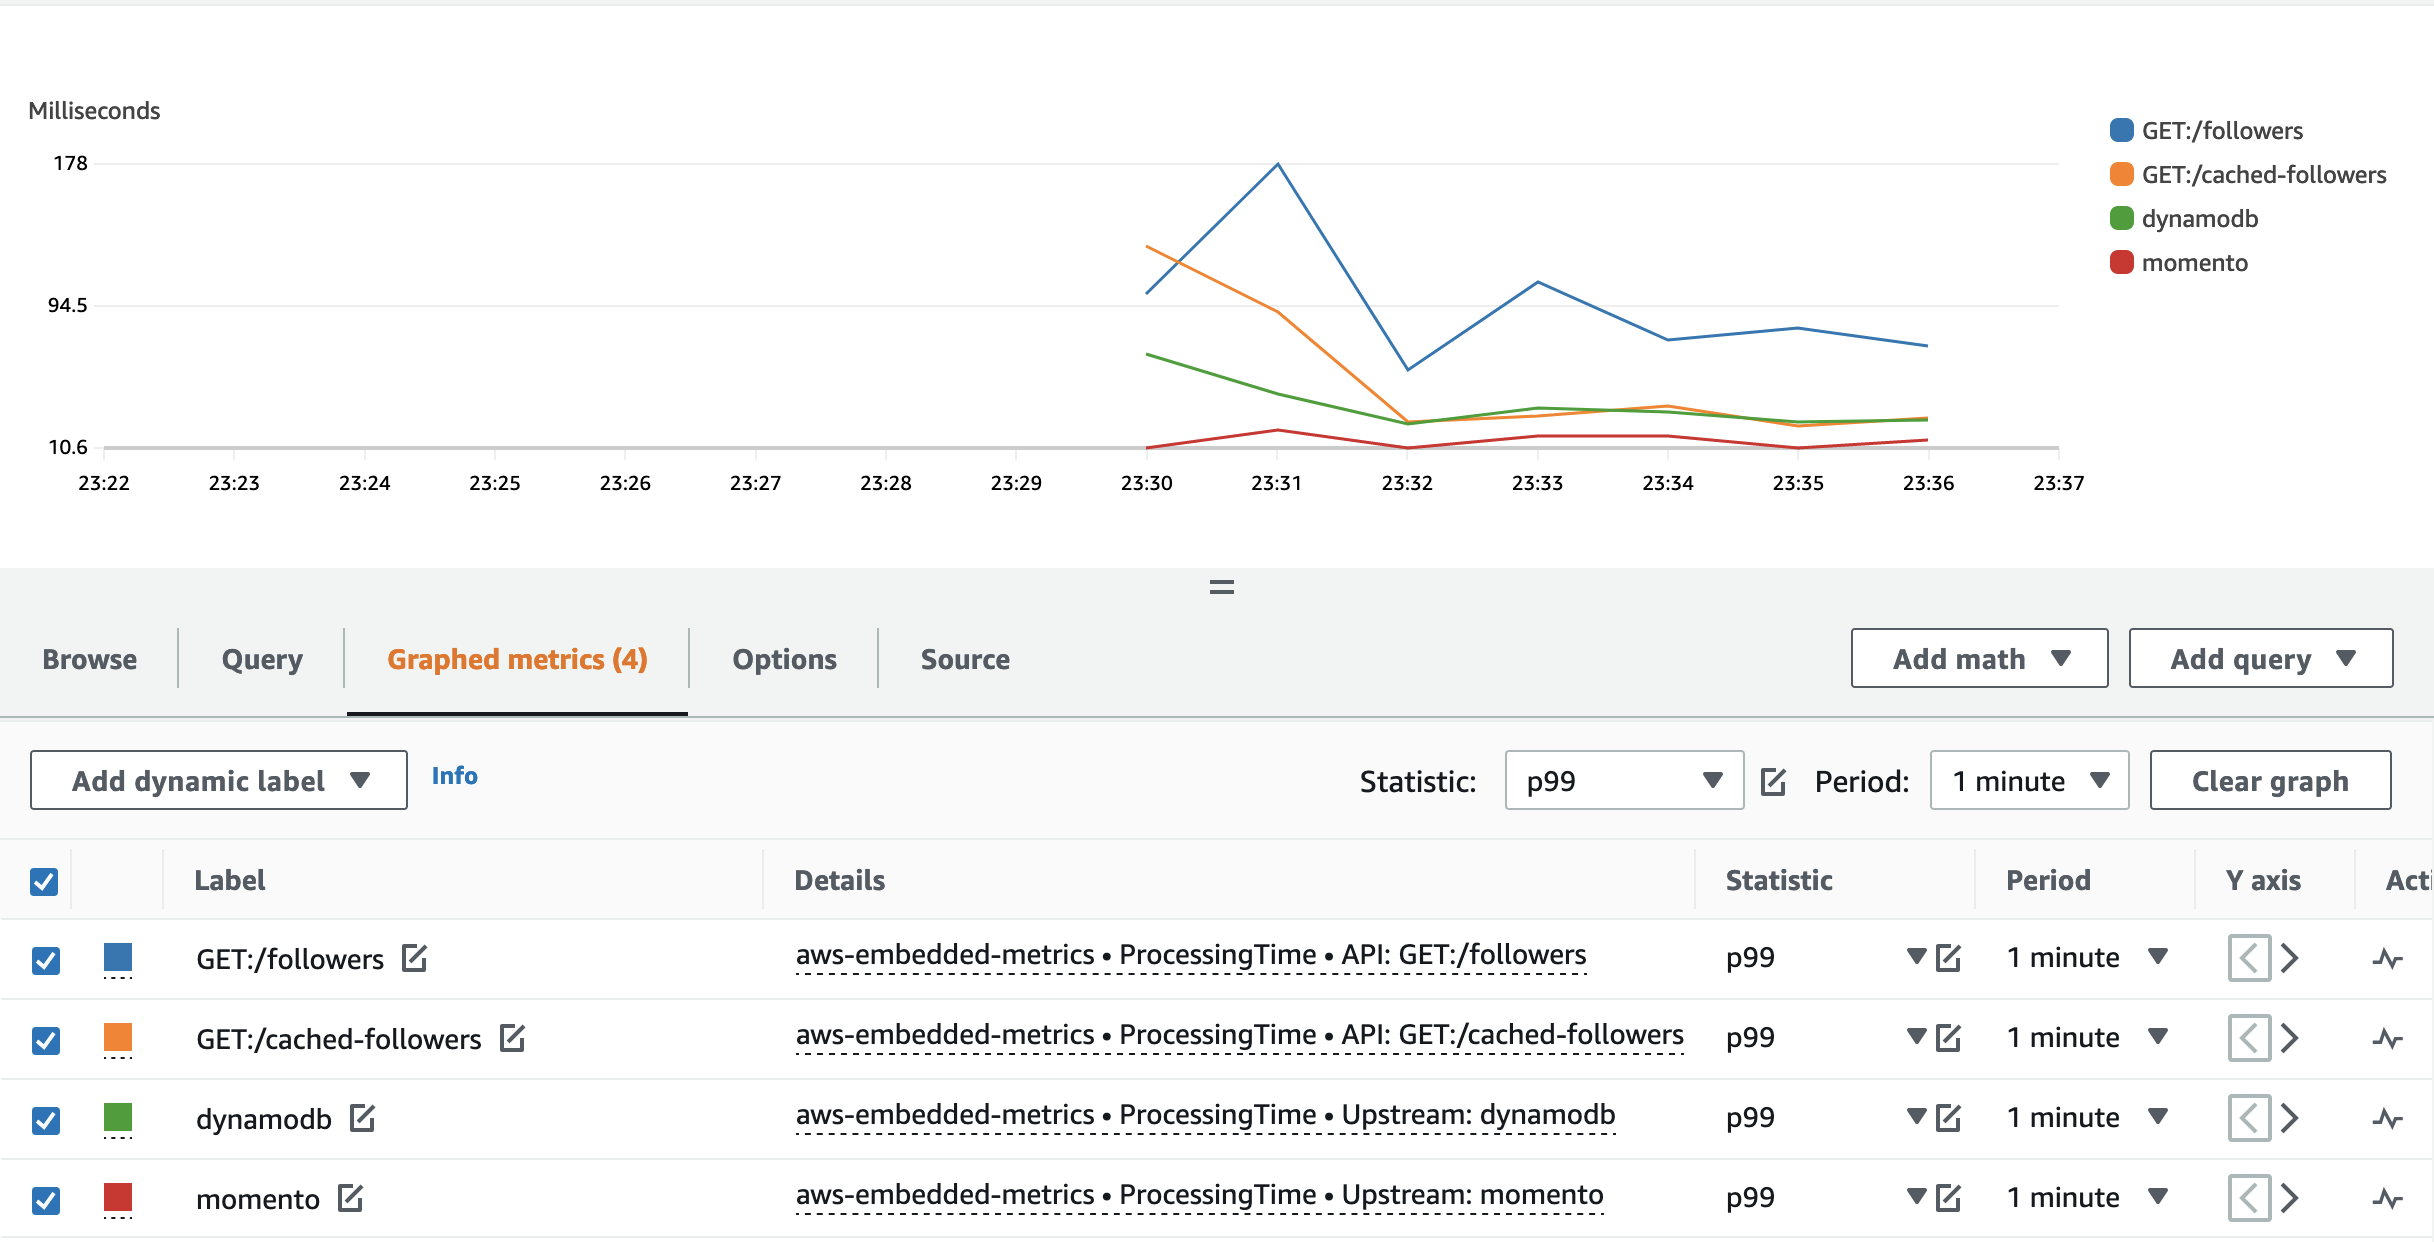 Milliseconds
178
94.5
10.6
23:22 23:23 23:24 23:25 23:26 23:27 23:28 23:29 23:30 23:31 23:32 23:33 23:34 23:35 23:36 23:37
GET:/followers
GET:/cached-followers
dynamodb
momento
Browse Query Graphed metrics (4) Options Source Add math Add query
Add dynamic label Info Statistic: p99 Period: 1 minute Clear graph
Label Details Statistic Period Y axis Acti
GET:/followers aws-embedded-metrics • ProcessingTime • API: GET:/followers p99 1 minute
GET:/cached-followers aws-embedded-metrics • ProcessingTime • API: GET:/cached-followers p99 1 minute
dynamodb aws-embedded-metrics • ProcessingTime • Upstream: dynamodb p99 1 minute
momento aws-embedded-metrics • ProcessingTime • Upstream: momento p99 1 minute